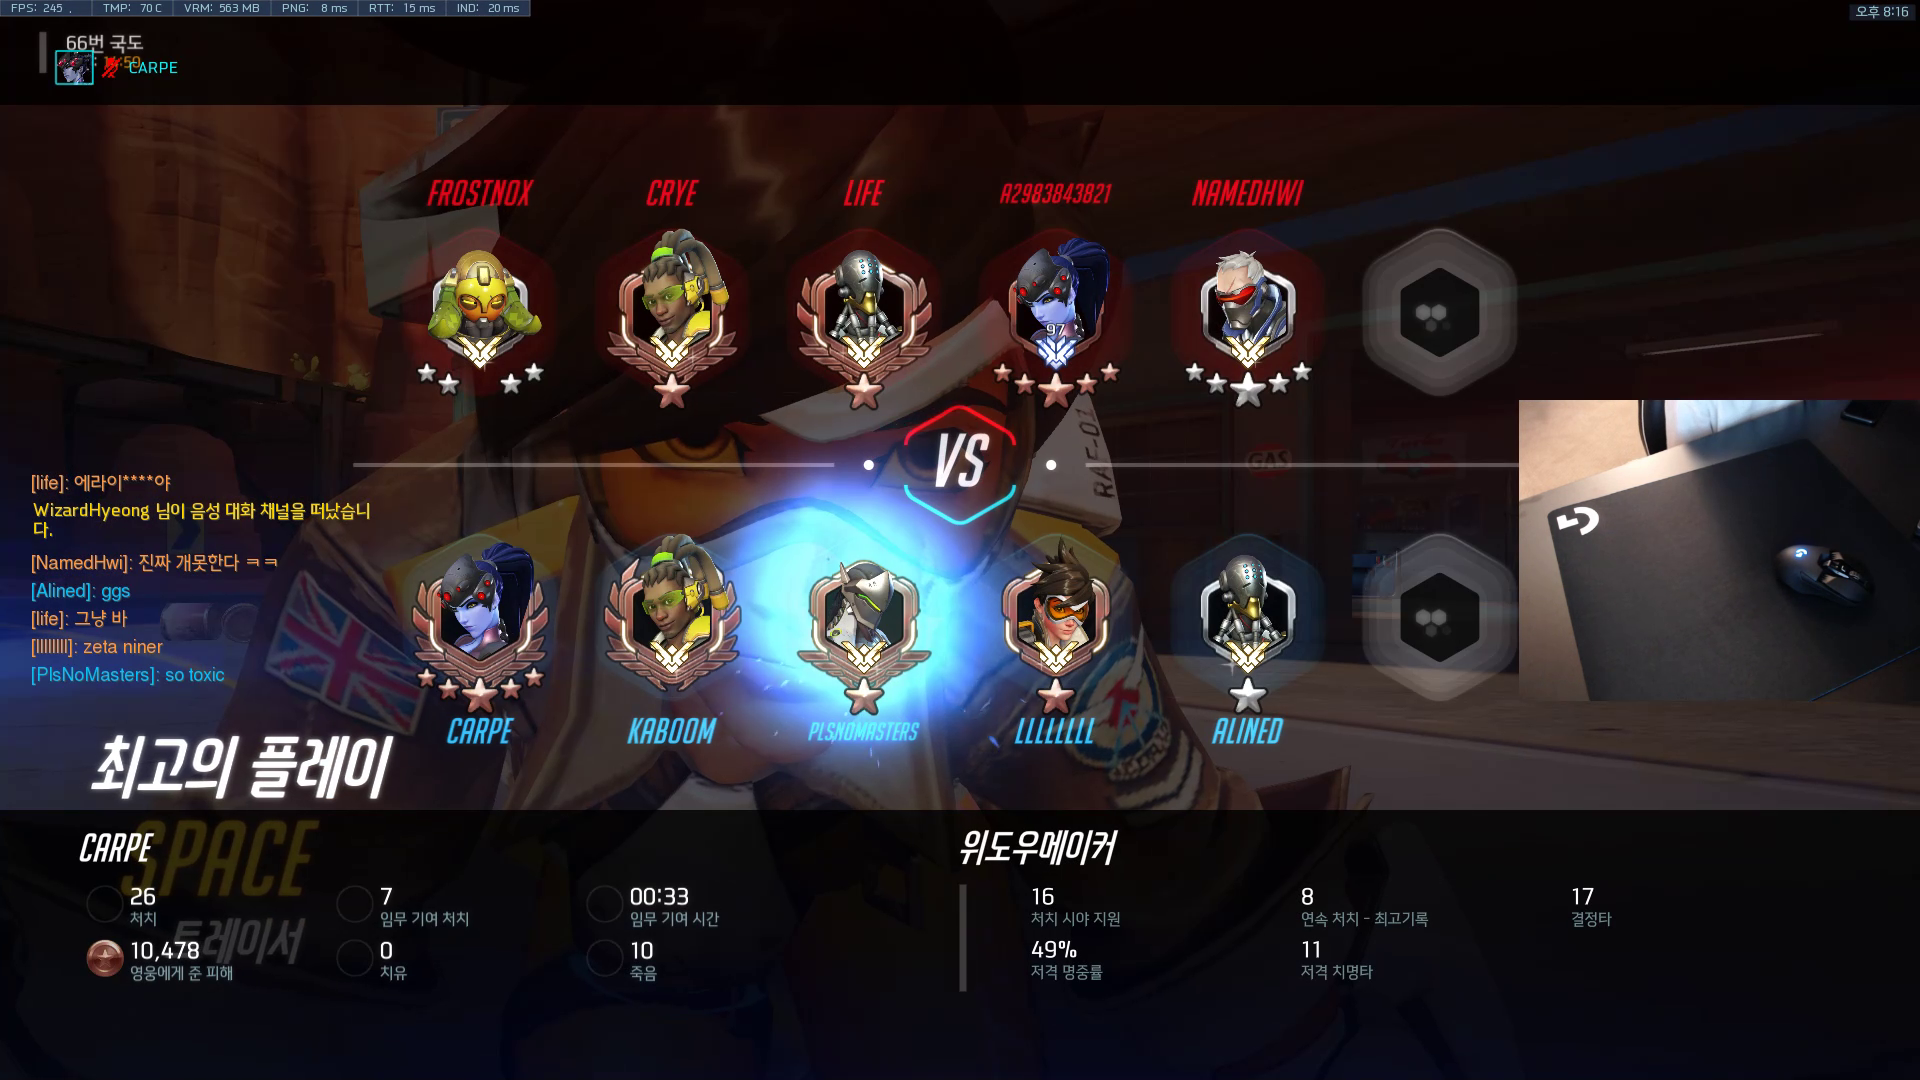 FPS: 245 .
TMP: 70 C
VRM: 563 MB
PNG: 8 ms
RTT: 15 ms
IND: 20 ms
오후 8:16
66번 국도
CARPE
FROSTNOX
CRYE
LIFE
A2983843821
NAMEDHWI
97
VS
RAF-01
GAS
[life]: 에라이****야
WizardHyeong 님이 음성 대화 채널을 떠났습니
다.
[NamedHwi]: 진짜 개못한다 ㅋㅋ
[Alined]: ggs
[life]: 그냥 바
[llllllll]: zeta niner
[PlsNoMasters]: so toxic
CARPE
KABOOM
PLSNOMASTERS
LLLLLLLL
ALINED
최고의 플레이
SPACE
트레이서
CARPE
26
처치
7
임무 기여 처치
00:33
임무 기여 시간
10,478
영웅에게 준 피해
0
치유
10
죽음
위도우메이커
16
처치 시야 지원
8
연속 처치 - 최고기록
17
결정타
49%
저격 명중률
11
저격 치명타